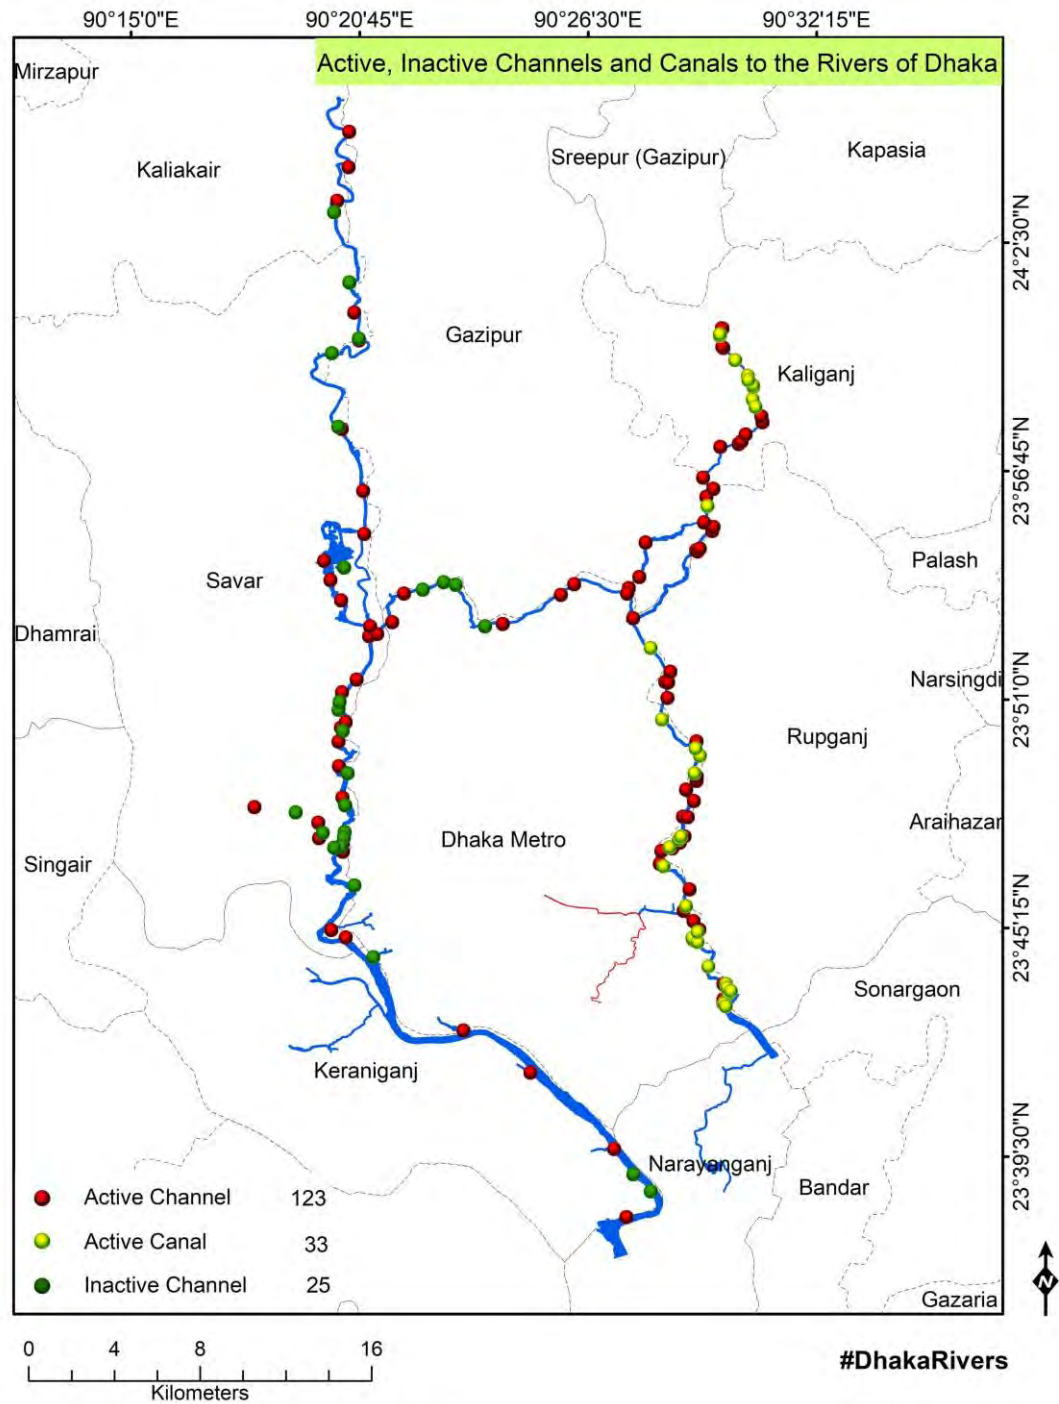 90°15'0"E 90°20'45"E 90°26'30"E 90°32'15"E
Active, Inactive Channels and Canals to the Rivers of Dhaka
Mirzapur
Kaliakair
Sreepur (Gazipur)
Kapasia
24°2'30"N
Gazipur
Kaliganj
23°56'45"N
Palash
Savar
Dhamrai
Narsingdi
23°51'0"N
Rupganj
Araihazar
Dhaka Metro
Singair
23°45'15"N
Sonargaon
Keraniganj
23°39'30"N
Narayanganj
Bandar
Active Channel 123
Active Canal 33
Inactive Channel 25
N
Gazaria
0 4 8 16
Kilometers
#DhakaRivers